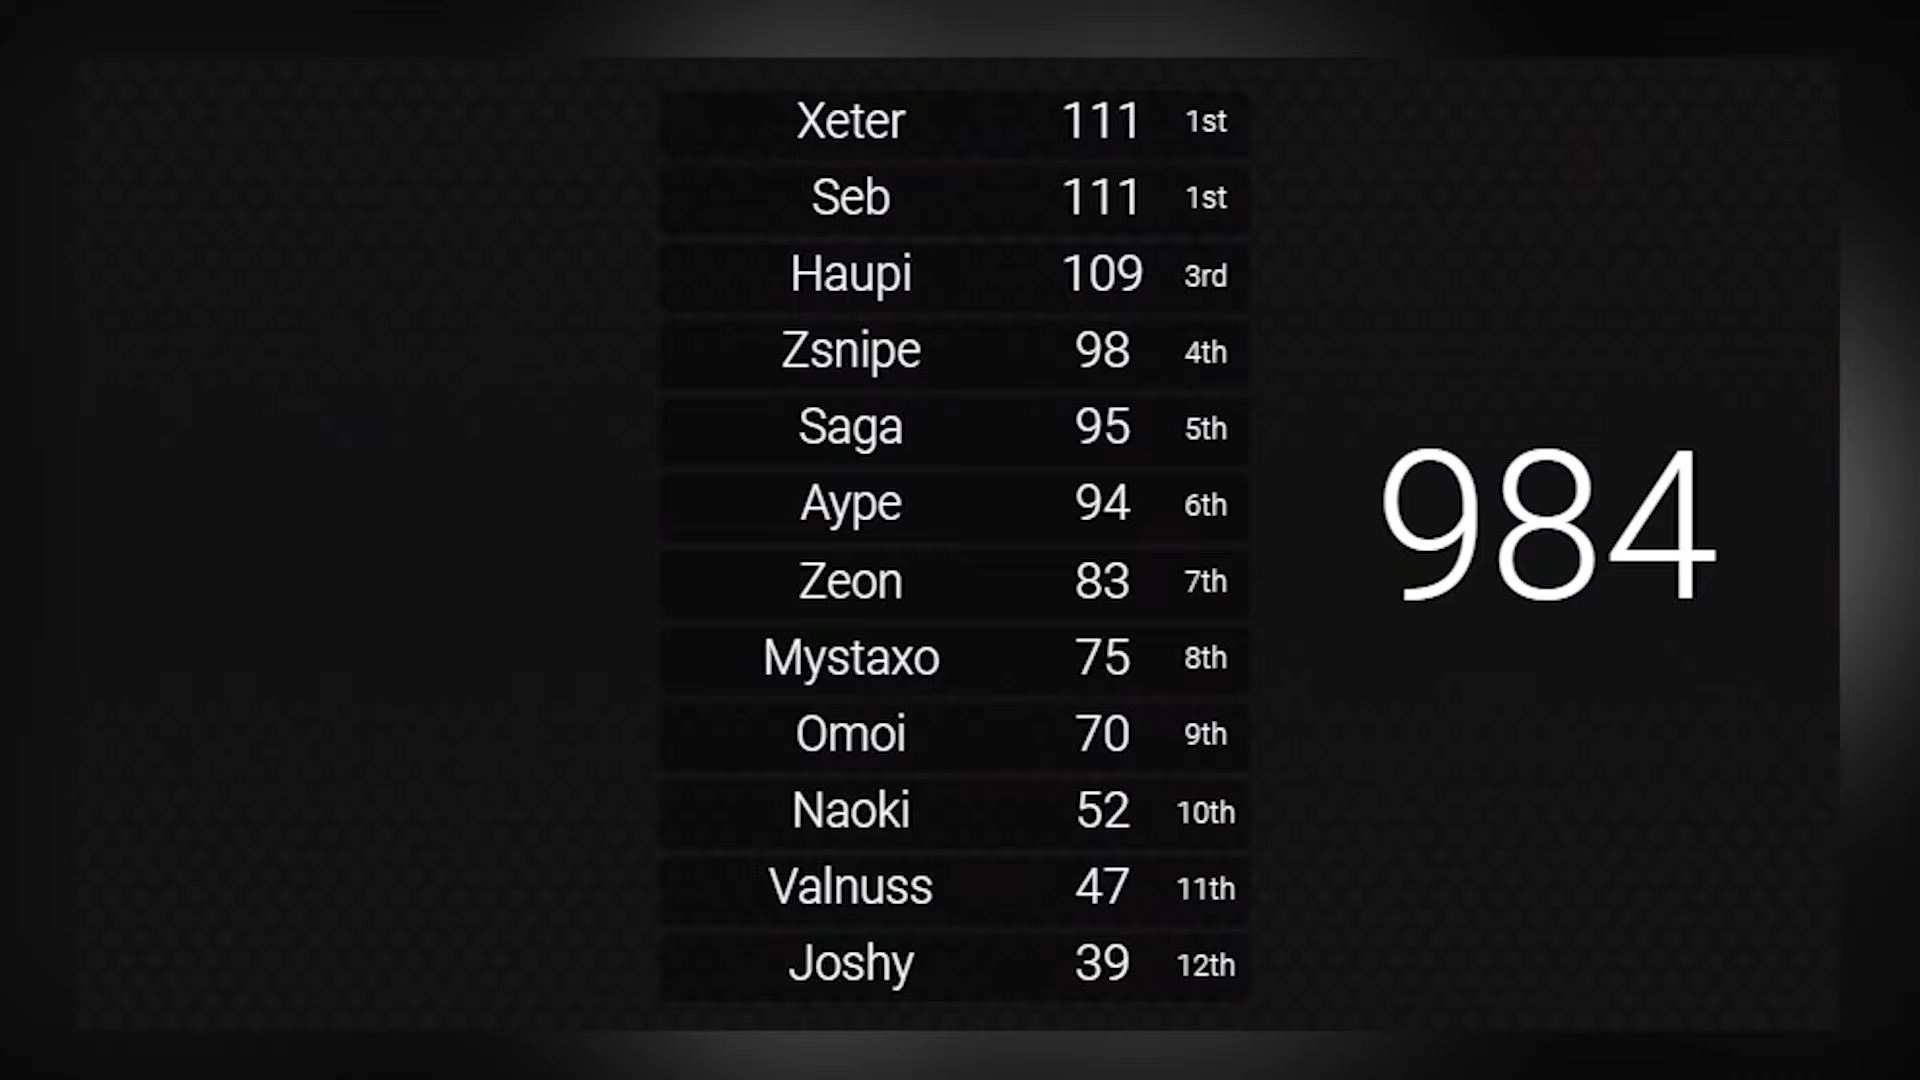 Xeter 111 1st
Seb 111 1st
Haupi 109 3rd
Zsnipe 98 4th
Saga 95 5th
Aype 94 6th
Zeon 83 7th
Mystaxo 75 8th
Omoi 70 9th
Naoki 52 10th
Valnuss 47 11th
Joshy 39 12th
984